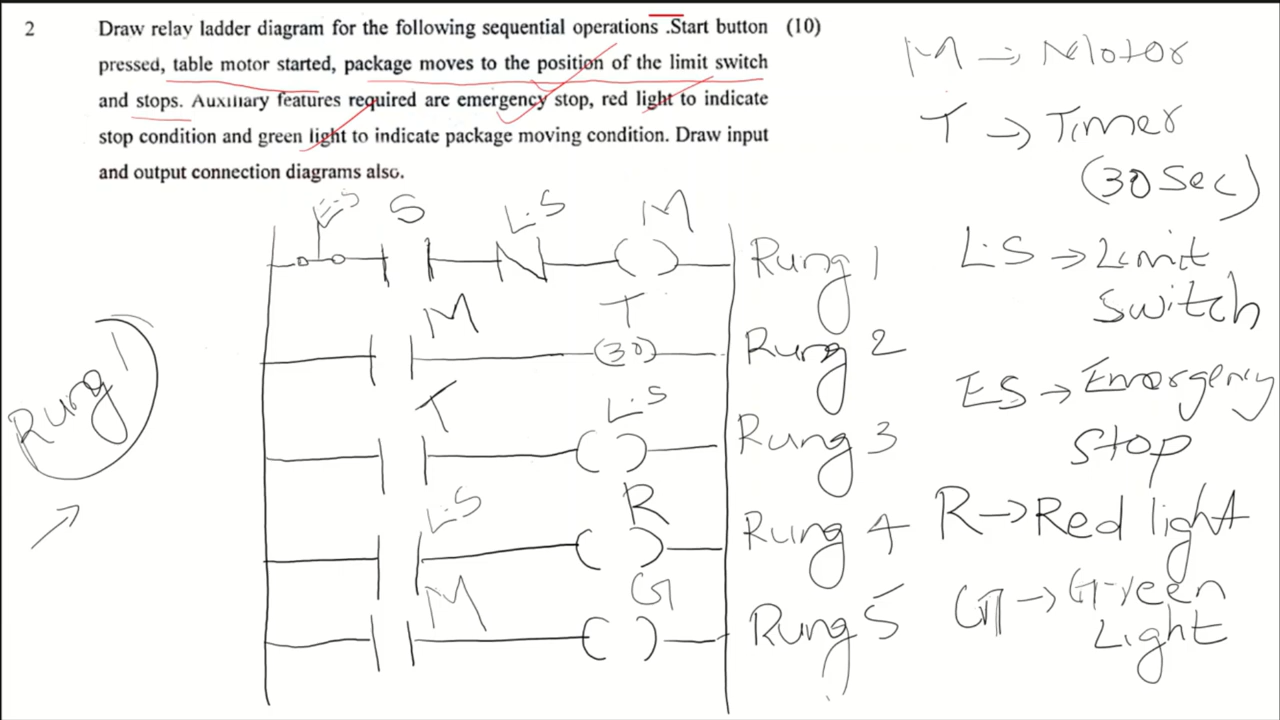 2 Draw relay ladder diagram for the following sequential operations .Start button (10)
pressed, table motor started, package moves to the position of the limit switch
and stops. Auxiliary features required are emergency stop, red light to indicate
stop condition and green light to indicate package moving condition. Draw input
and output connection diagrams also.
M → Motor
T → Timer
(30 Sec)
L.S → Limit
Switch
ES → Emergency
Stop
R → Red light
G → Green
Light
E.S S L.S M
Rung 1
M T
(30) Rung 2
T L.S
Rung 3
L.S R
Rung 4
M G
Rung 5
Rung 1